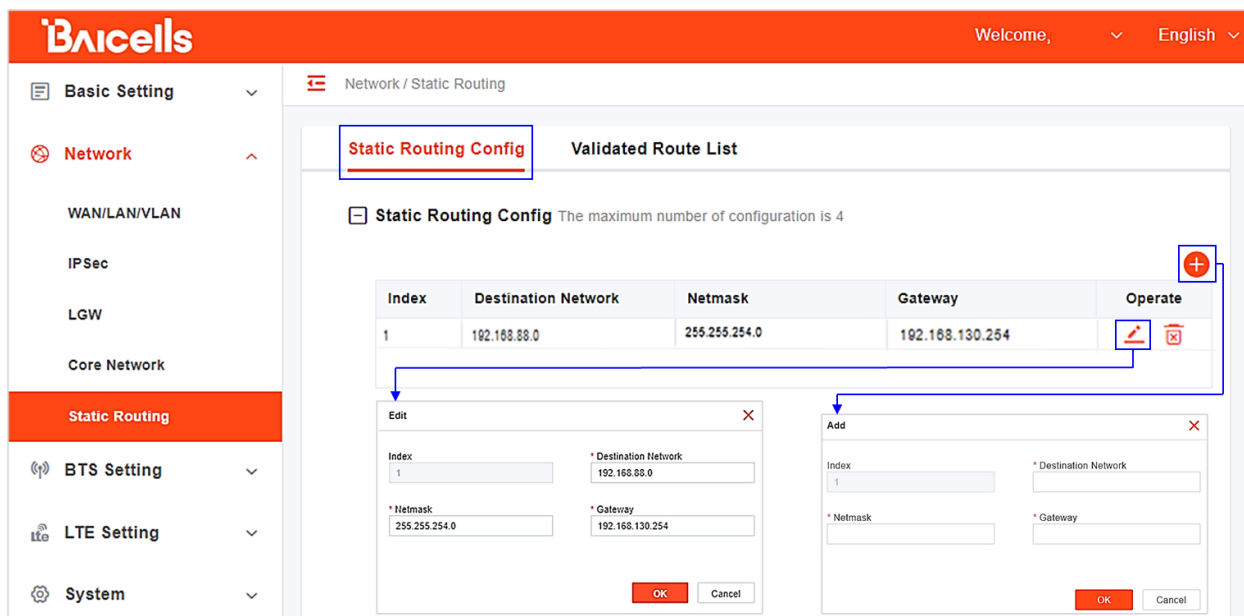 BAICELLS
Welcome,
English
Basic Setting
Network / Static Routing
Network
Static Routing Config
Validated Route List
WAN/LAN/VLAN
Static Routing Config The maximum number of configuration is 4
IPSec
LGW
Index Destination Network Netmask Gateway Operate
1 192.168.88.0 255.255.254.0 192.168.130.254
Core Network
Static Routing
BTS Setting
LTE Setting
System
Edit
Index
* Destination Network
1
192.168.88.0
* Netmask
* Gateway
255.255.254.0
192.168.130.254
OK
Cancel
Add
Index
* Destination Network
1
* Netmask
* Gateway
OK
Cancel